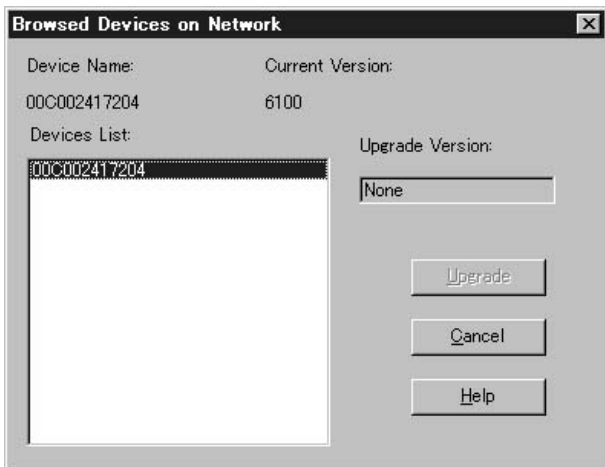 Browsed Devices on Network
Device Name: Current Version:
00C002417204 6100
Devices List:
Upgrade Version:
00C002417204
None
Upgrade
Cancel
Help